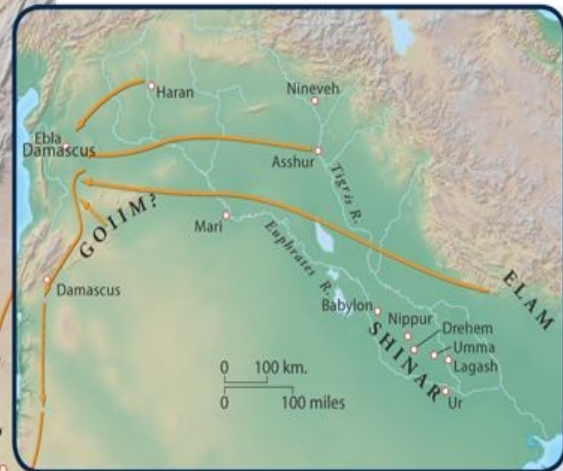 Haran
Nineveh
Ebla
Damascus
Asshur
Tigris R.
GOIIM?
Mari
Euphrates R.
Damascus
ELAM
Babylon
Nippur
Drehem
SHINAR
Umma
Lagash
Ur
0 100 km.
0 100 miles